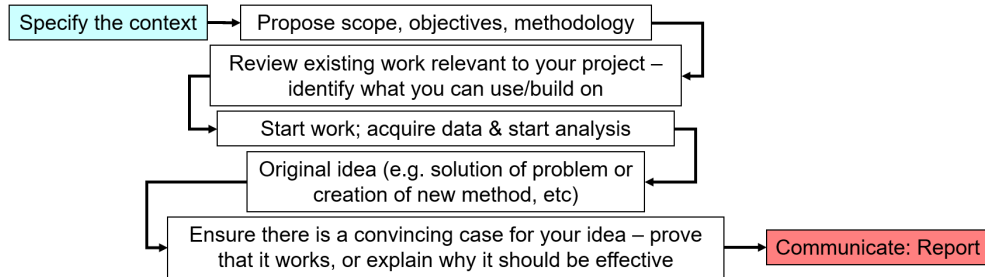 Specify the context
Propose scope, objectives, methodology
Review existing work relevant to your project –
identify what you can use/build on
Start work; acquire data & start analysis
Original idea (e.g. solution of problem or
creation of new method, etc)
Ensure there is a convincing case for your idea – prove
that it works, or explain why it should be effective
Communicate: Report